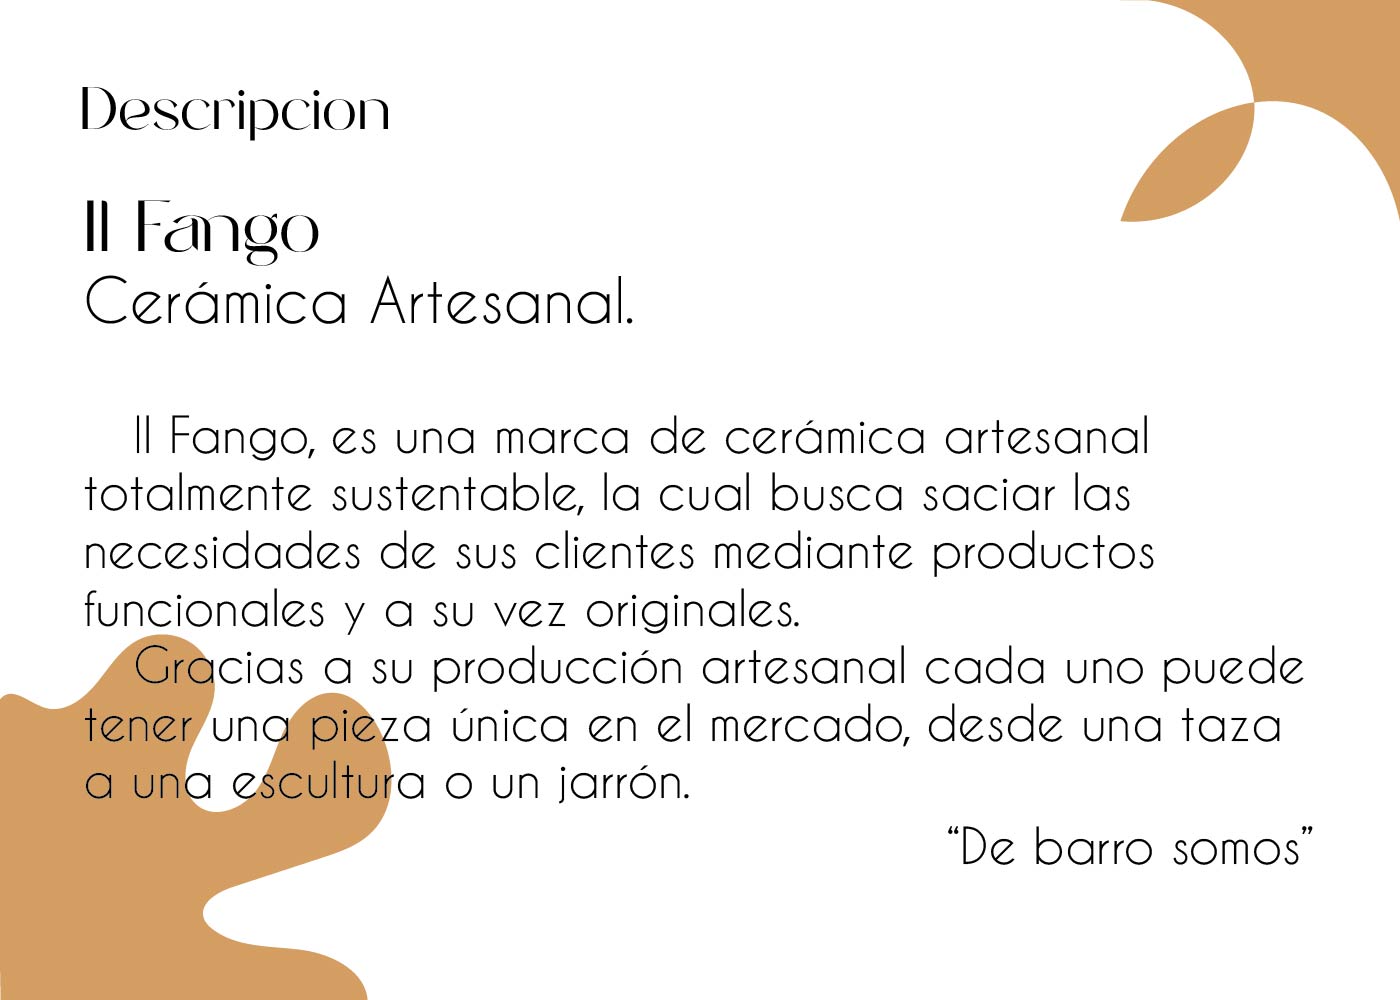 Descripcion
Il Fango
Cerámica Artesanal.
Il Fango, es una marca de cerámica artesanal
totalmente sustentable, la cual busca saciar las
necesidades de sus clientes mediante productos
funcionales y a su vez originales.
Gracias a su producción artesanal cada uno puede
tener una pieza única en el mercado, desde una taza
a una escultura o un jarrón.
“De barro somos”